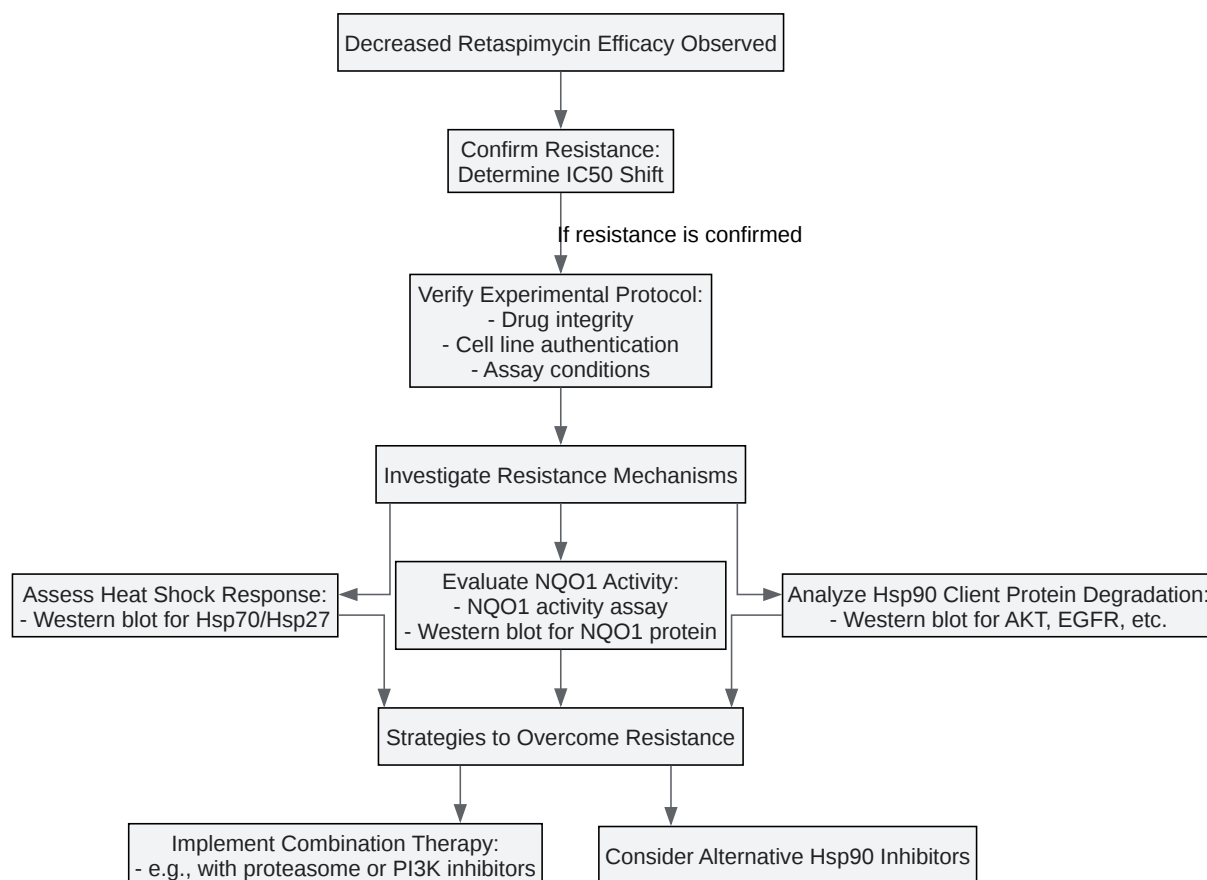 Decreased Retaspimycin Efficacy Observed
Confirm Resistance:
Determine IC50 Shift
If resistance is confirmed
Verify Experimental Protocol:
- Drug integrity
- Cell line authentication
- Assay conditions
Investigate Resistance Mechanisms
Assess Heat Shock Response:
- Western blot for Hsp70/Hsp27
Evaluate NQO1 Activity:
- NQO1 activity assay
- Western blot for NQO1 protein
Analyze Hsp90 Client Protein Degradation:
- Western blot for AKT, EGFR, etc.
Strategies to Overcome Resistance
Implement Combination Therapy:
- e.g., with proteasome or PI3K inhibitors
Consider Alternative Hsp90 Inhibitors